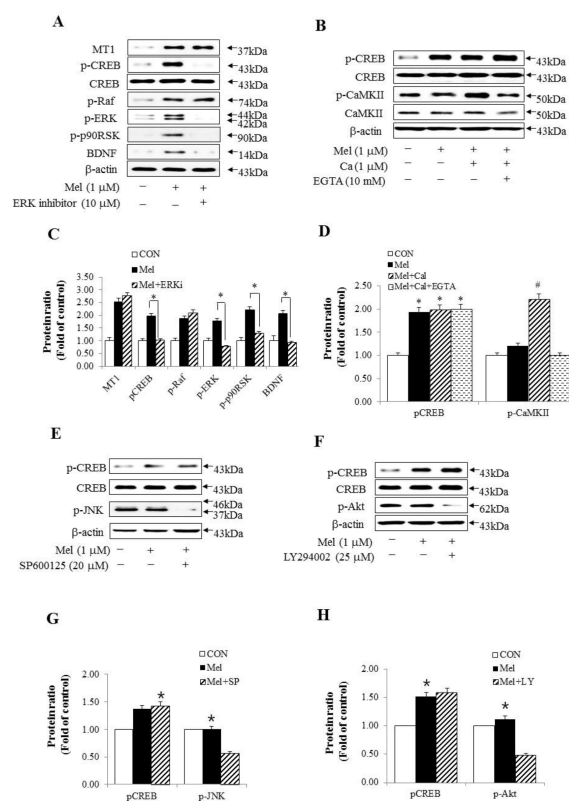 A
MT1 37kDa
p-CREB 43kDa
CREB 43kDa
p-Raf 74kDa
p-ERK 44kDa
42kDa
p-p90RSK 90kDa
BDNF 14kDa
β-actin 43kDa
Mel (1 μM) − + +
ERK inhibitor (10 μM) − − +
B
p-CREB 43kDa
CREB 43kDa
p-CaMKII 50kDa
CaMKII 50kDa
β-actin 43kDa
Mel (1 μM) − + + +
Ca (1 μM) − − + +
EGTA (10 mM) − − − +
C
CON
Mel
Mel+ERKi
Protein ratio
(Fold of control)
3.00
2.50
2.00
1.50
1.00
0.50
0.00
* * * *
MT1 pCREB p-Raf p-ERK p-p90RSK BDNF
D
CON
Mel
Mel+Cal
Mel+Cal+EGTA
Protein ratio
(Fold of control)
2.50
2.00
1.50
1.00
0.50
0.00
* * * #
pCREB p-CaMKII
E
p-CREB 43kDa
CREB 43kDa
p-JNK 46kDa
37kDa
β-actin 43kDa
Mel (1 μM) − + +
SP600125 (20 μM) − − +
F
p-CREB 43kDa
CREB 43kDa
p-Akt 62kDa
β-actin 43kDa
Mel (1 μM) − + +
LY294002 (25 μM) − − +
G
CON
Mel
Mel+SP
Protein ratio
(Fold of control)
2.00
1.50
1.00
0.50
0.00
* *
pCREB p-JNK
H
CON
Mel
Mel+LY
Protein ratio
(Fold of control)
2.00
1.50
1.00
0.50
0.00
* *
pCREB p-Akt